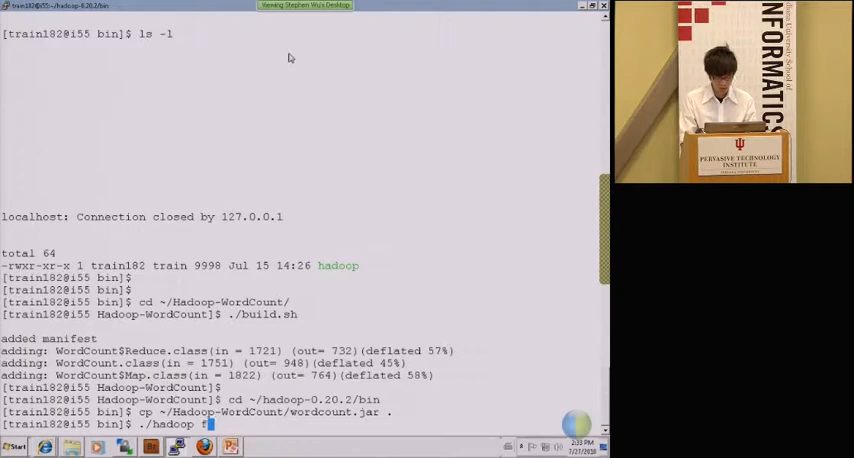 train182@i55:~/hadoop-0.20.2/bin
Viewing Stephen Wu's Desktop
[train182@i55 bin]$ ls -l
localhost: Connection closed by 127.0.0.1
total 64
-rwxr-xr-x 1 train182 train 9998 Jul 15 14:26 hadoop
[train182@i55 bin]$
[train182@i55 bin]$
[train182@i55 bin]$ cd ~/Hadoop-WordCount/
[train182@i55 Hadoop-WordCount]$ ./build.sh
added manifest
adding: WordCount$Reduce.class(in = 1721) (out= 732)(deflated 57%)
adding: WordCount.class(in = 1751) (out= 948)(deflated 45%)
adding: WordCount$Map.class(in = 1822) (out= 764)(deflated 58%)
[train182@i55 Hadoop-WordCount]$
[train182@i55 Hadoop-WordCount]$ cd ~/hadoop-0.20.2/bin
[train182@i55 bin]$ cp ~/Hadoop-WordCount/wordcount.jar .
[train182@i55 bin]$ ./hadoop f
Start
2:33 PM
7/27/2010
diana University School of
INFORMATICS
PERVASIVE TECHNOLOGY
INSTITUTE